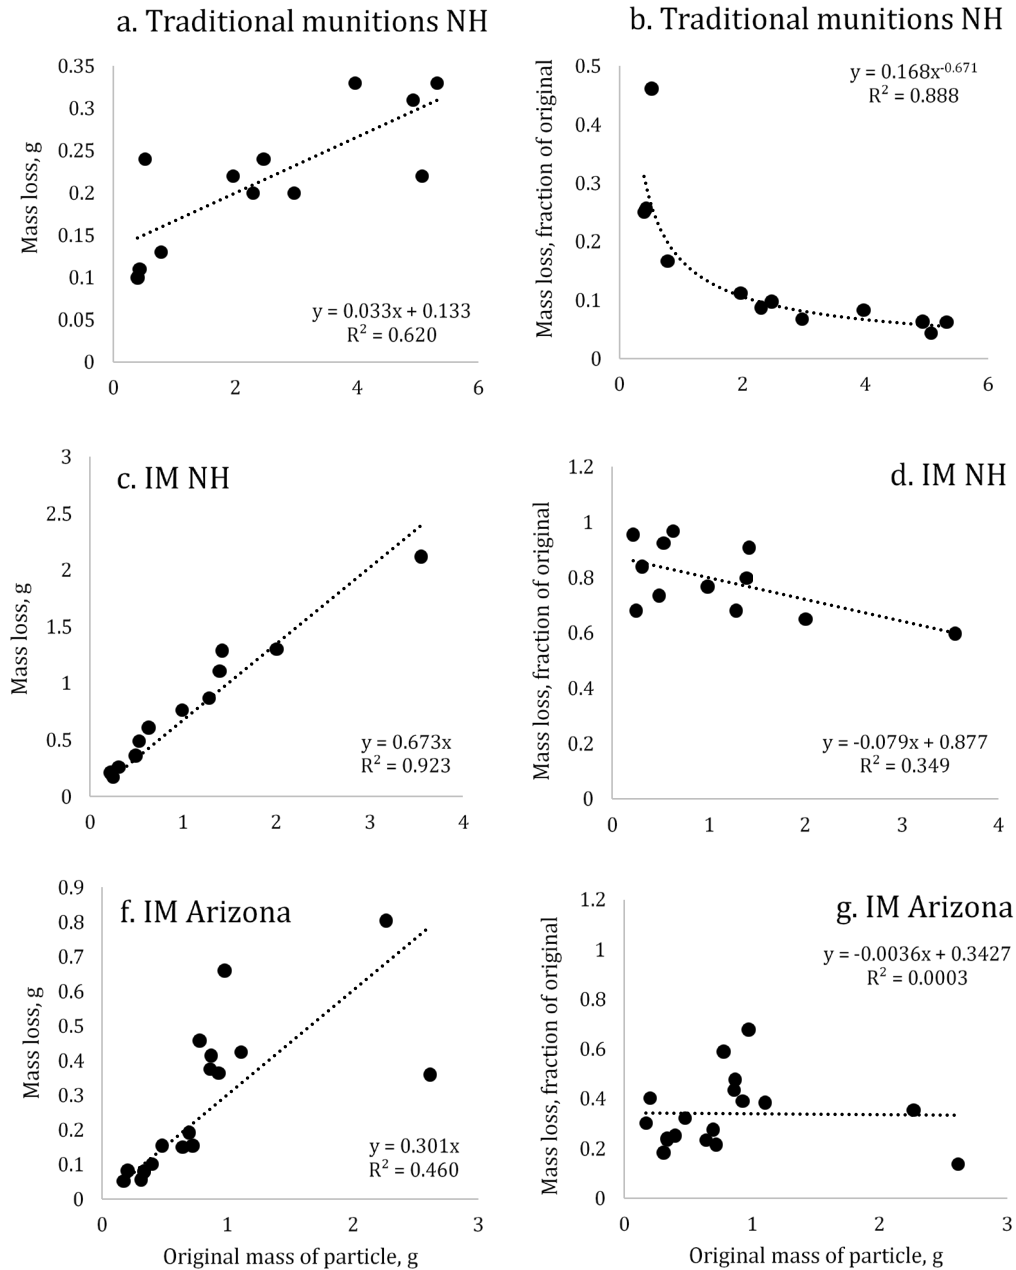 a. Traditional munitions NH
Mass loss, g
0.35
0.3
0.25
0.2
0.15
0.1
0.05
0
0
2
4
6
y = 0.033x + 0.133
R² = 0.620
b. Traditional munitions NH
Mass loss, fraction of original
0.5
0.4
0.3
0.2
0.1
0
0
2
4
6
y = 0.168x^-0.671
R² = 0.888
c. IM NH
Mass loss, g
3
2.5
2
1.5
1
0.5
0
0
1
2
3
4
y = 0.673x
R² = 0.923
d. IM NH
Mass loss, fraction of original
1.2
1
0.8
0.6
0.4
0.2
0
0
1
2
3
4
y = -0.079x + 0.877
R² = 0.349
f. IM Arizona
Mass loss, g
0.9
0.8
0.7
0.6
0.5
0.4
0.3
0.2
0.1
0
0
1
2
3
y = 0.301x
R² = 0.460
Original mass of particle, g
g. IM Arizona
Mass loss, fraction of original
1.2
1
0.8
0.6
0.4
0.2
0
0
1
2
3
y = -0.0036x + 0.3427
R² = 0.0003
Original mass of particle, g